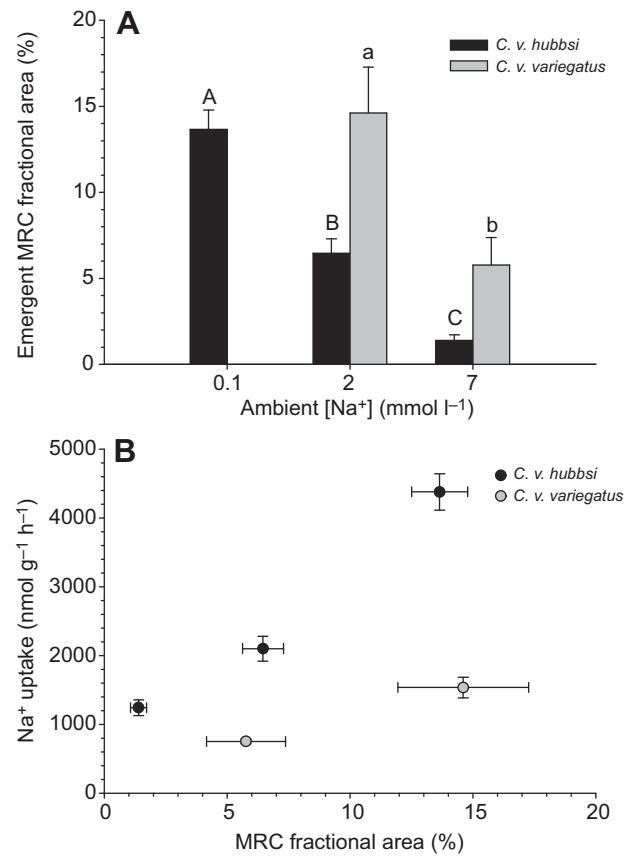 A
Emergent MRC fractional area (%)
20
15
10
5
0
C. v. hubbsi
C. v. variegatus
A
B
a
C
b
0.1 2 7
Ambient [Na⁺] (mmol l⁻¹)
B
Na⁺ uptake (nmol g⁻¹ h⁻¹)
5000
4000
3000
2000
1000
0
C. v. hubbsi
C. v. variegatus
0 5 10 15 20
MRC fractional area (%)